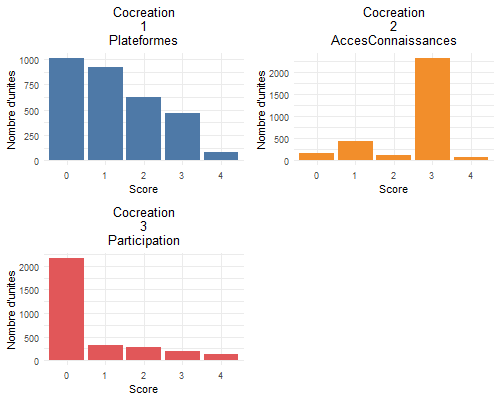 Cocreation
1
Plateformes
1000
750
500
250
0
Nombre d'unites
0 1 2 3 4
Score
Cocreation
2
AccesConnaissances
2000
1500
1000
500
0
Nombre d'unites
0 1 2 3 4
Score
Cocreation
3
Participation
2000
1500
1000
500
0
Nombre d'unites
0 1 2 3 4
Score